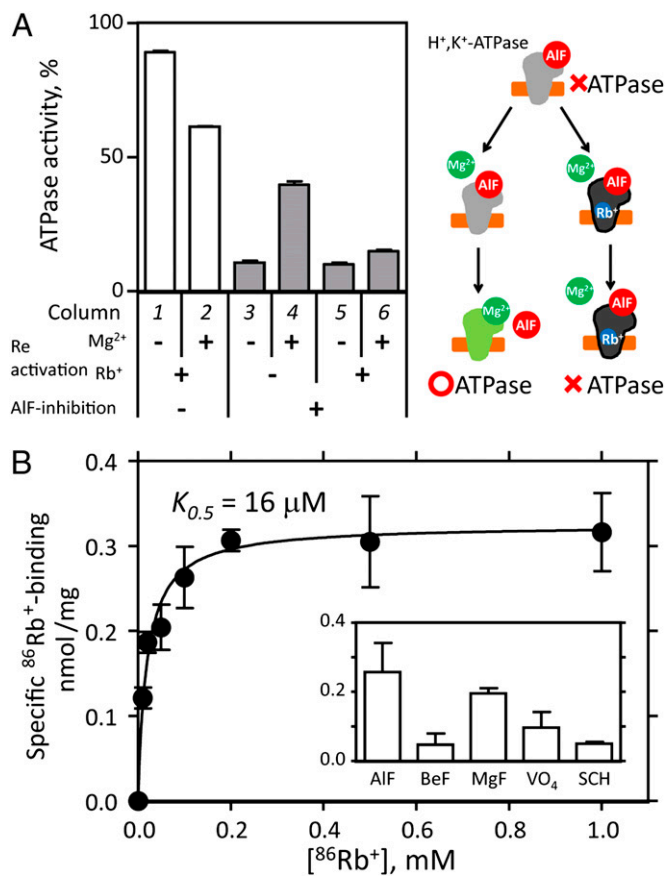 A
100
50
0
ATPase activity, %
Column 1 2 3 4 5 6
Re activation
Mg²⁺ - + - + - +
Rb⁺ + - +
AlF-inhibition - +
H⁺,K⁺-ATPase
AlF
✕ATPase
Mg²⁺ AlF
Mg²⁺ AlF
Rb⁺
Mg²⁺ AlF
Mg²⁺ AlF
Rb⁺
ATPase
✕ATPase
B
K0.5 = 16 μM
0.4
0.3
0.2
0.1
0.0
Specific ⁸⁶Rb⁺-binding
nmol/mg
0.4
0.2
0.0
AlF BeF MgF VO₄ SCH
0.0 0.2 0.4 0.6 0.8 1.0
[⁸⁶Rb⁺], mM